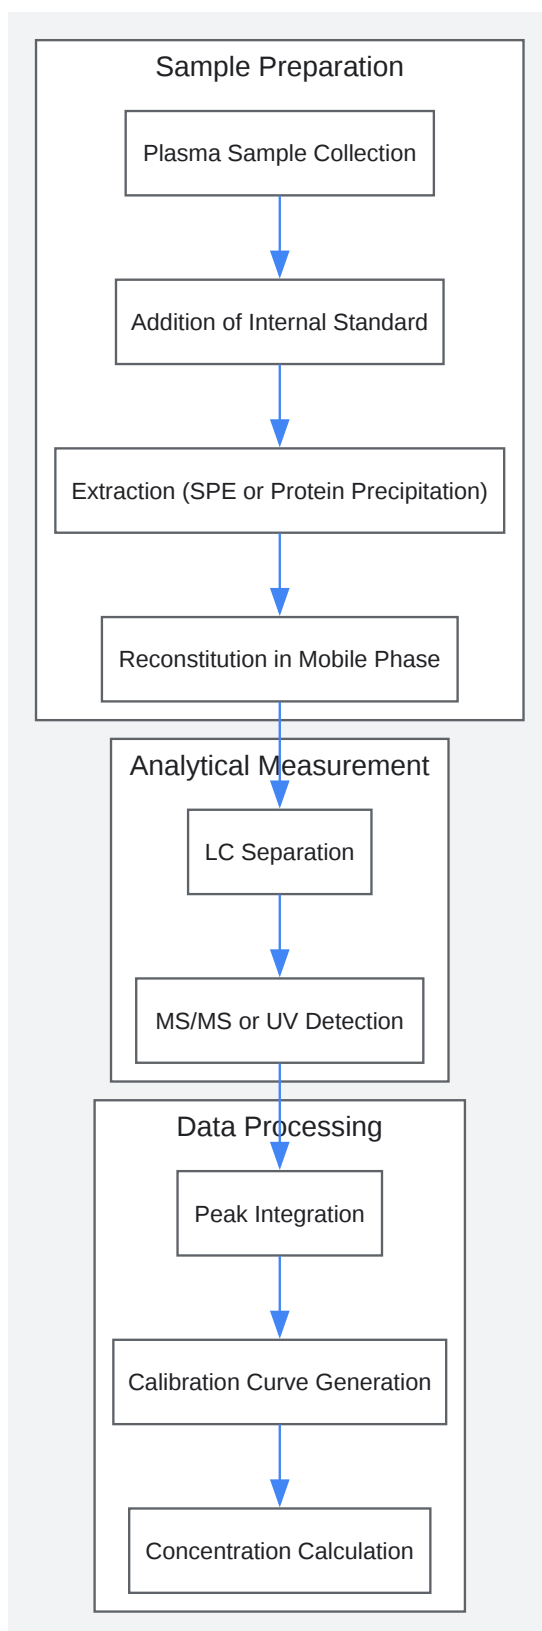 Sample Preparation
Plasma Sample Collection
Addition of Internal Standard
Extraction (SPE or Protein Precipitation)
Reconstitution in Mobile Phase
Analytical Measurement
LC Separation
MS/MS or UV Detection
Data Processing
Peak Integration
Calibration Curve Generation
Concentration Calculation